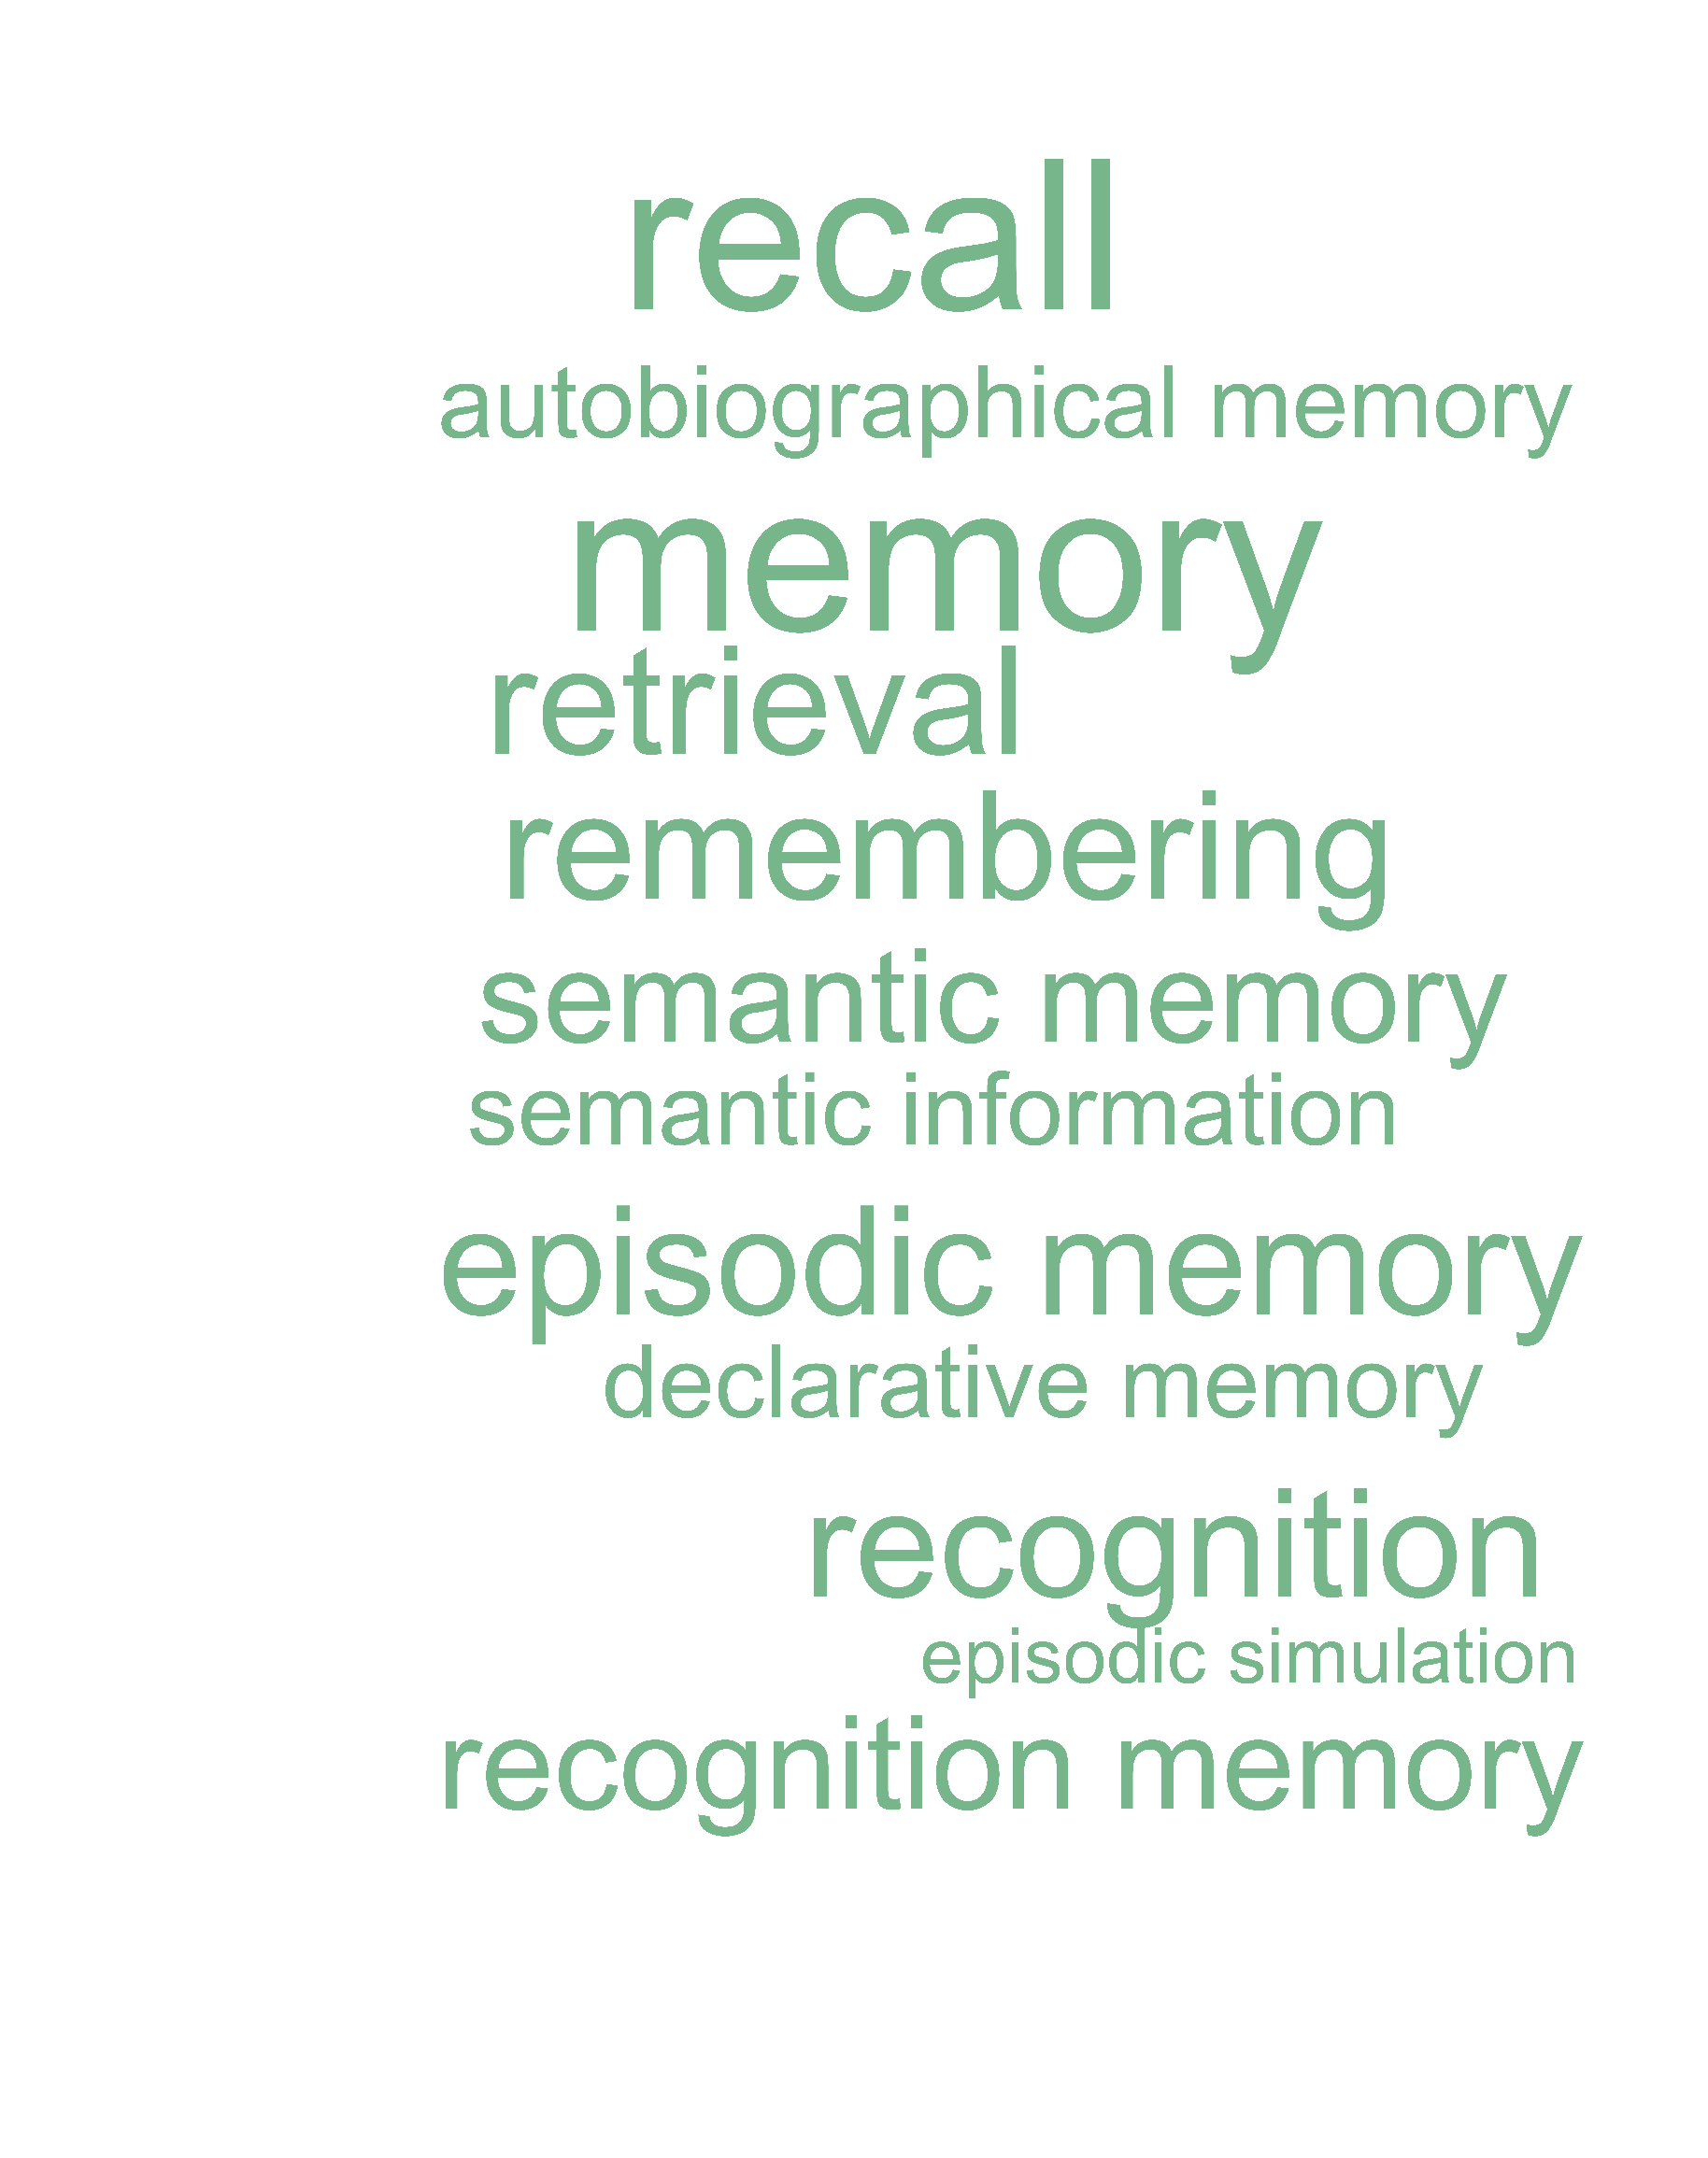 recall
autobiographical memory
memory
retrieval
remembering
semantic memory
semantic information
episodic memory
declarative memory
recognition
episodic simulation
recognition memory